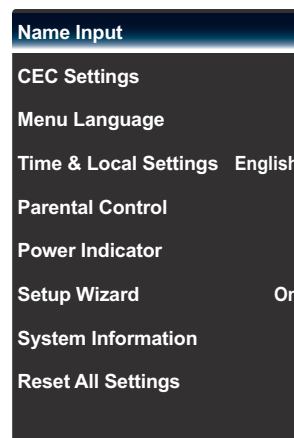 Name Input
CEC Settings
Menu Language
Time & Local Settings English
Parental Control
Power Indicator
Setup Wizard On
System Information
Reset All Settings